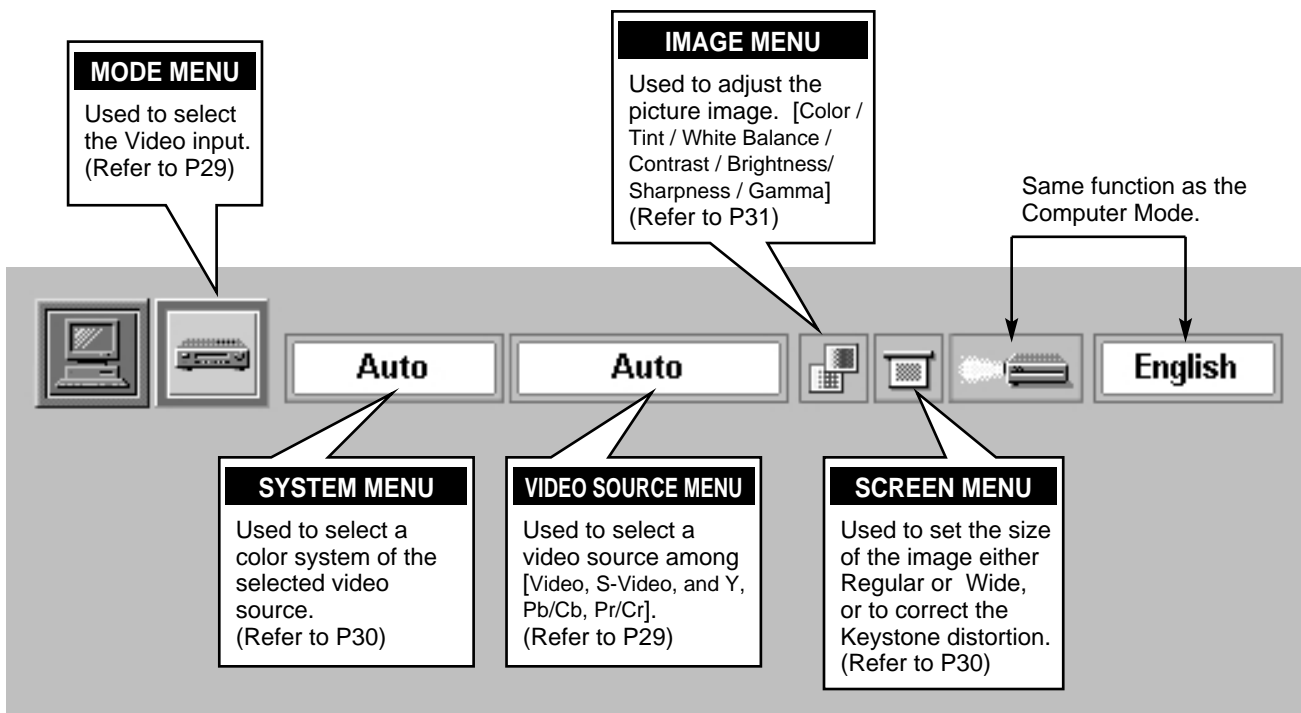 MODE MENU
Used to select
the Video input.
(Refer to P29)
IMAGE MENU
Used to adjust the
picture image. [Color /
Tint / White Balance /
Contrast / Brightness/
Sharpness / Gamma]
(Refer to P31)
Same function as the
Computer Mode.
Auto
Auto
English
SYSTEM MENU
Used to select a
color system of the
selected video
source.
(Refer to P30)
VIDEO SOURCE MENU
Used to select a
video source among
[Video, S-Video, and Y,
Pb/Cb, Pr/Cr].
(Refer to P29)
SCREEN MENU
Used to set the size
of the image either
Regular or Wide,
or to correct the
Keystone distortion.
(Refer to P30)